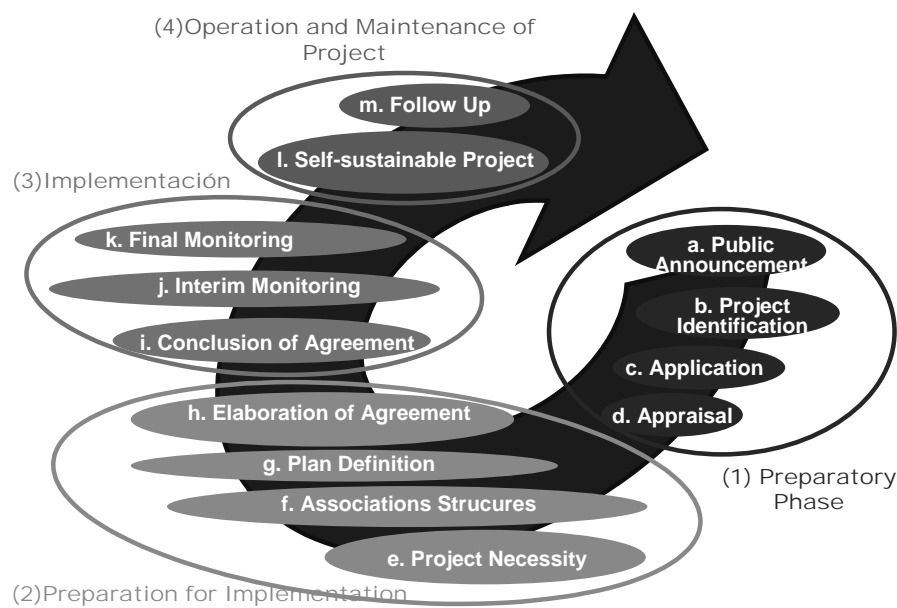 (4)Operation and Maintenance of
Project
m. Follow Up
l. Self-sustainable Project
(3)Implementación
k. Final Monitoring
j. Interim Monitoring
i. Conclusion of Agreement
a. Public
Announcement
b. Project
Identification
c. Application
d. Appraisal
(1) Preparatory
Phase
h. Elaboration of Agreement
g. Plan Definition
f. Associations Strucures
e. Project Necessity
(2)Preparation for Implementation